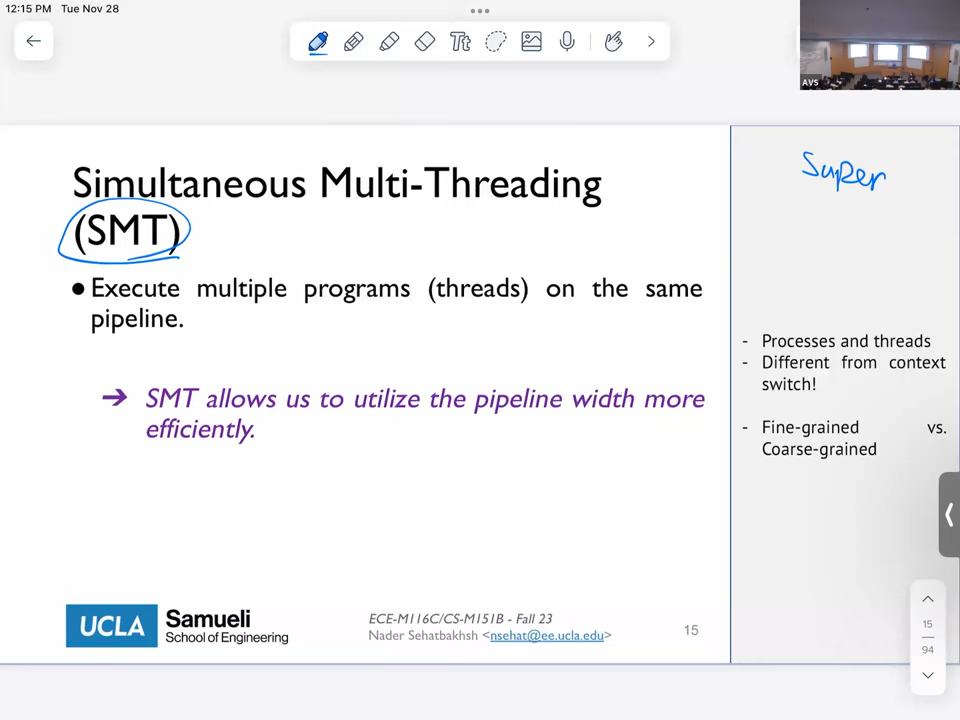 12:15 PM Tue Nov 28
Tt
AVS
Simultaneous Multi-Threading
(SMT)
● Execute multiple programs (threads) on the same
pipeline.
➔ SMT allows us to utilize the pipeline width more
efficiently.
Super
- Processes and threads
- Different from context
switch!
- Fine-grained vs.
Coarse-grained
UCLA Samueli
School of Engineering
ECE-M116C/CS-M151B - Fall 23
Nader Sehatbakhsh <nsehat@ee.ucla.edu>
15
15
94